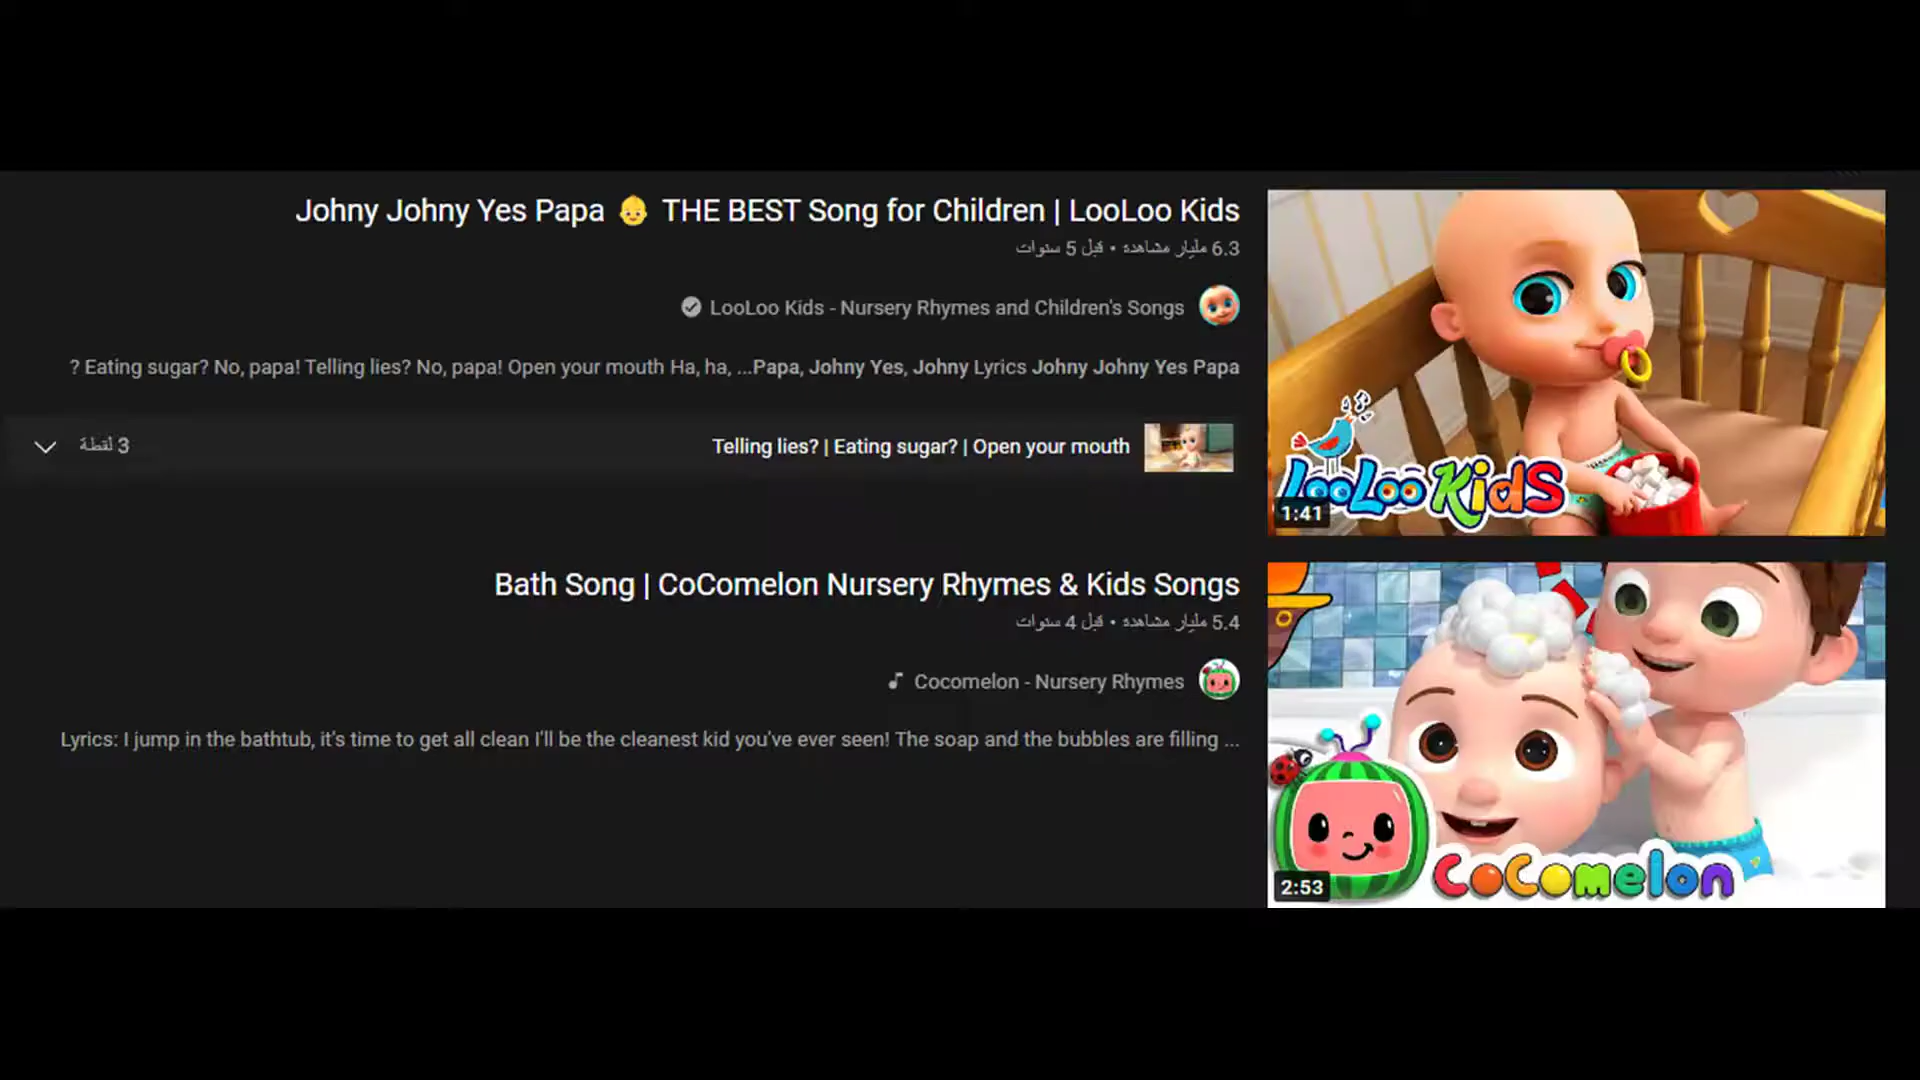 Johny Johny Yes Papa 👶 THE BEST Song for Children | LooLoo Kids
6.3 مليار مشاهدة • قبل 5 سنوات
LooLoo Kids - Nursery Rhymes and Children's Songs
? Eating sugar? No, papa! Telling lies? No, papa! Open your mouth Ha, ha, ...Papa, Johny Yes, Johny Lyrics Johny Johny Yes Papa
Telling lies? | Eating sugar? | Open your mouth
3 لقطة
LooLoo KidS
1:41
Bath Song | CoComelon Nursery Rhymes & Kids Songs
5.4 مليار مشاهدة • قبل 4 سنوات
Cocomelon - Nursery Rhymes
Lyrics: I jump in the bathtub, it's time to get all clean I'll be the cleanest kid you've ever seen! The soap and the bubbles are filling ...
CoComelon
2:53